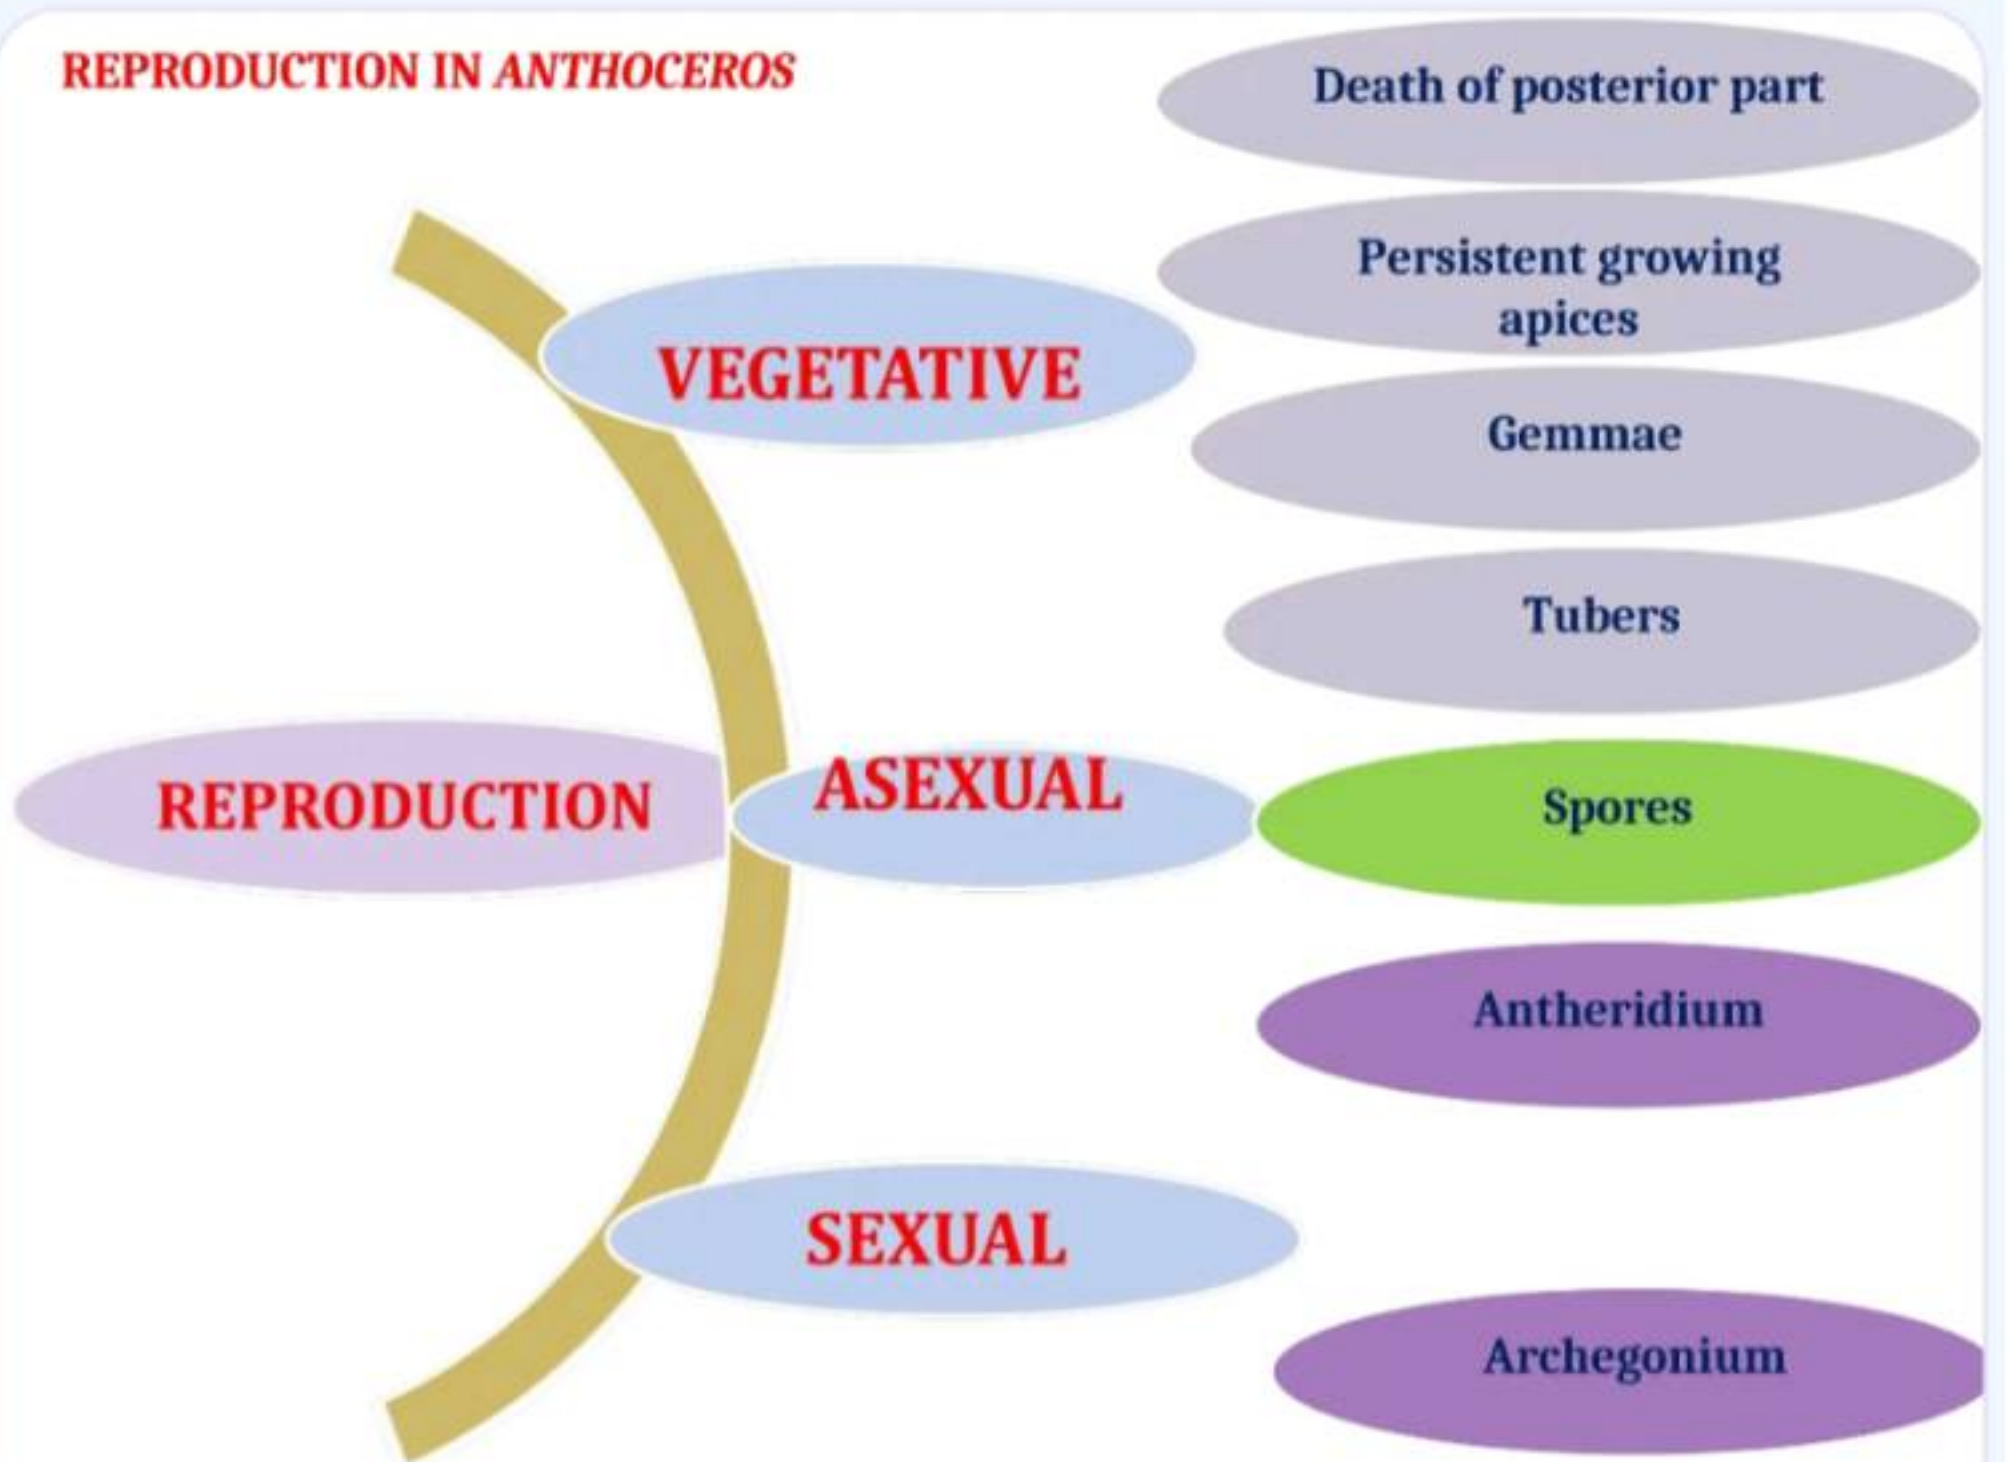 REPRODUCTION IN ANTHOCEROS
Death of posterior part
Persistent growing
apices
VEGETATIVE
Gemmae
Tubers
REPRODUCTION
ASEXUAL
Spores
Antheridium
SEXUAL
Archegonium